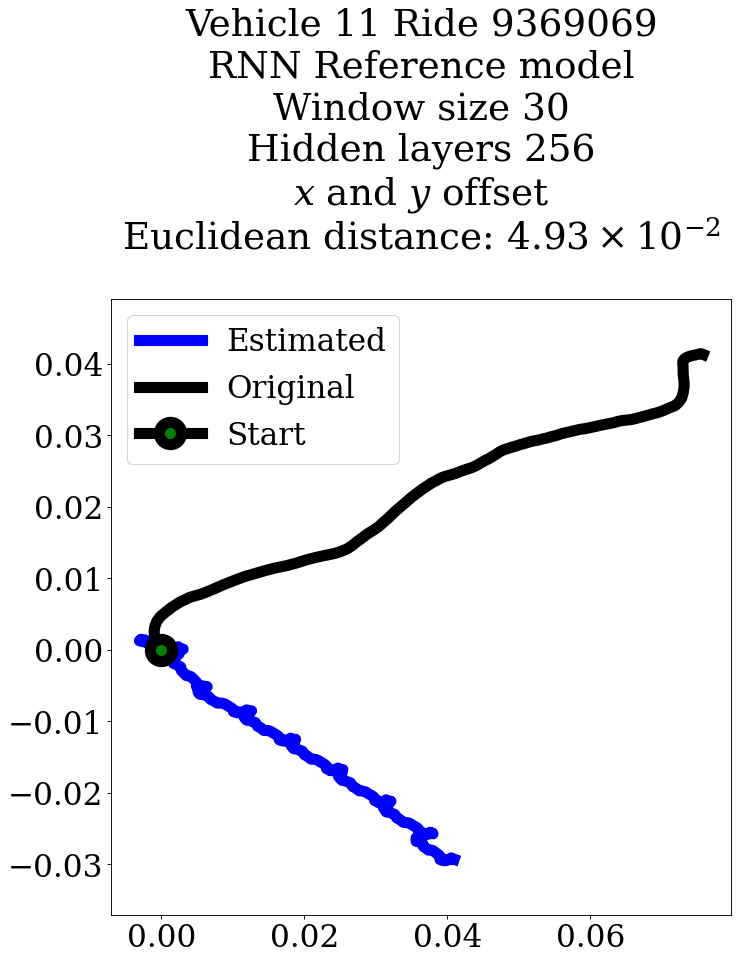 Vehicle 11 Ride 9369069
RNN Reference model
Window size 30
Hidden layers 256
x and y offset
Euclidean distance: 4.93 × 10⁻²
Estimated
Original
Start
0.04
0.03
0.02
0.01
0.00
−0.01
−0.02
−0.03
0.00 0.02 0.04 0.06